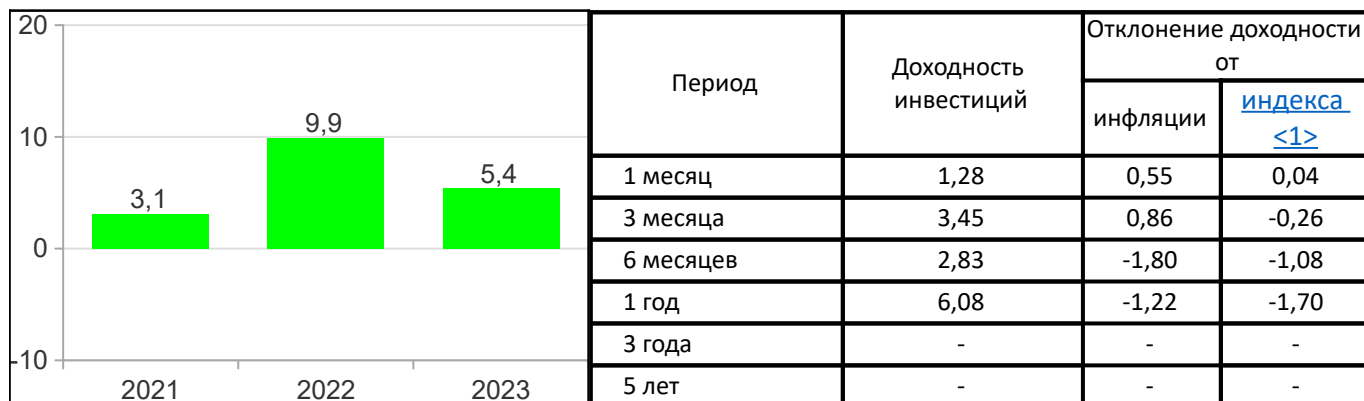 20
10
0
-10
3,1
9,9
5,4
2021 2022 2023
Период
Доходность
инвестиций
Отклонение доходности
от
инфляции
индекса
<1>
1 месяц 1,28 0,55 0,04
3 месяца 3,45 0,86 -0,26
6 месяцев 2,83 -1,80 -1,08
1 год 6,08 -1,22 -1,70
3 года - - -
5 лет - - -